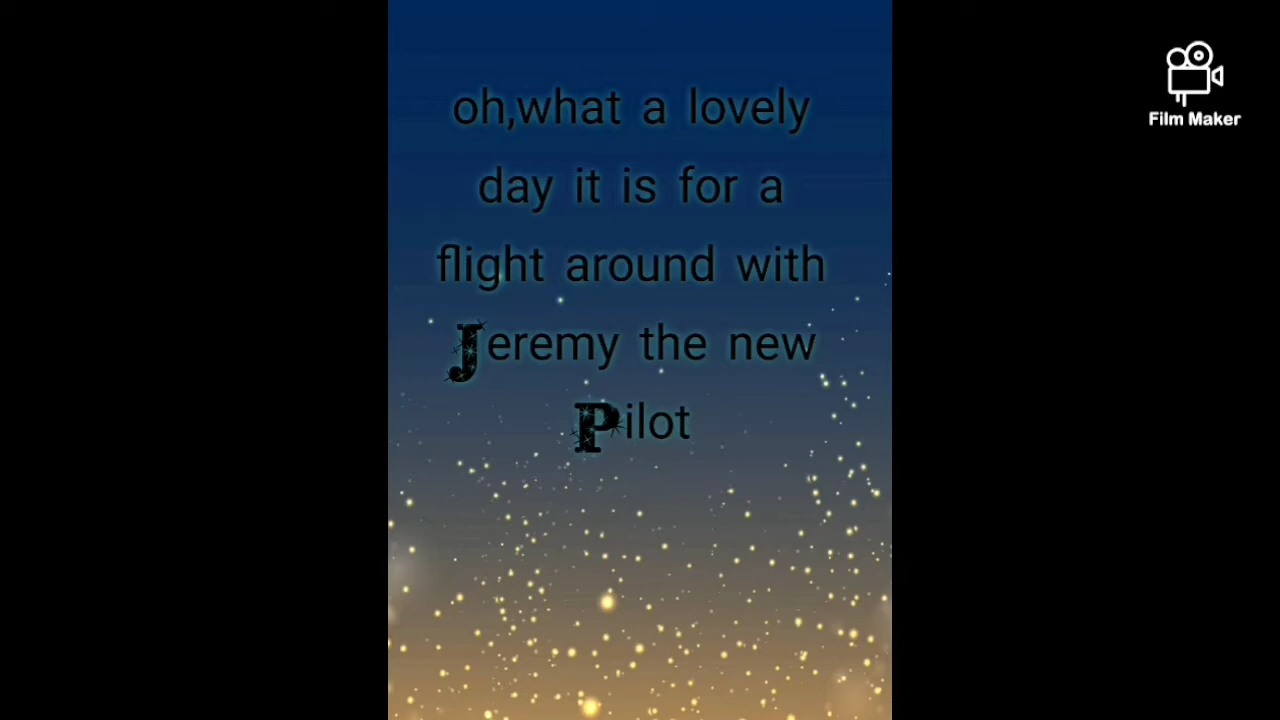 oh,what a lovely
day it is for a
flight around with
Jeremy the new
Pilot
Film Maker